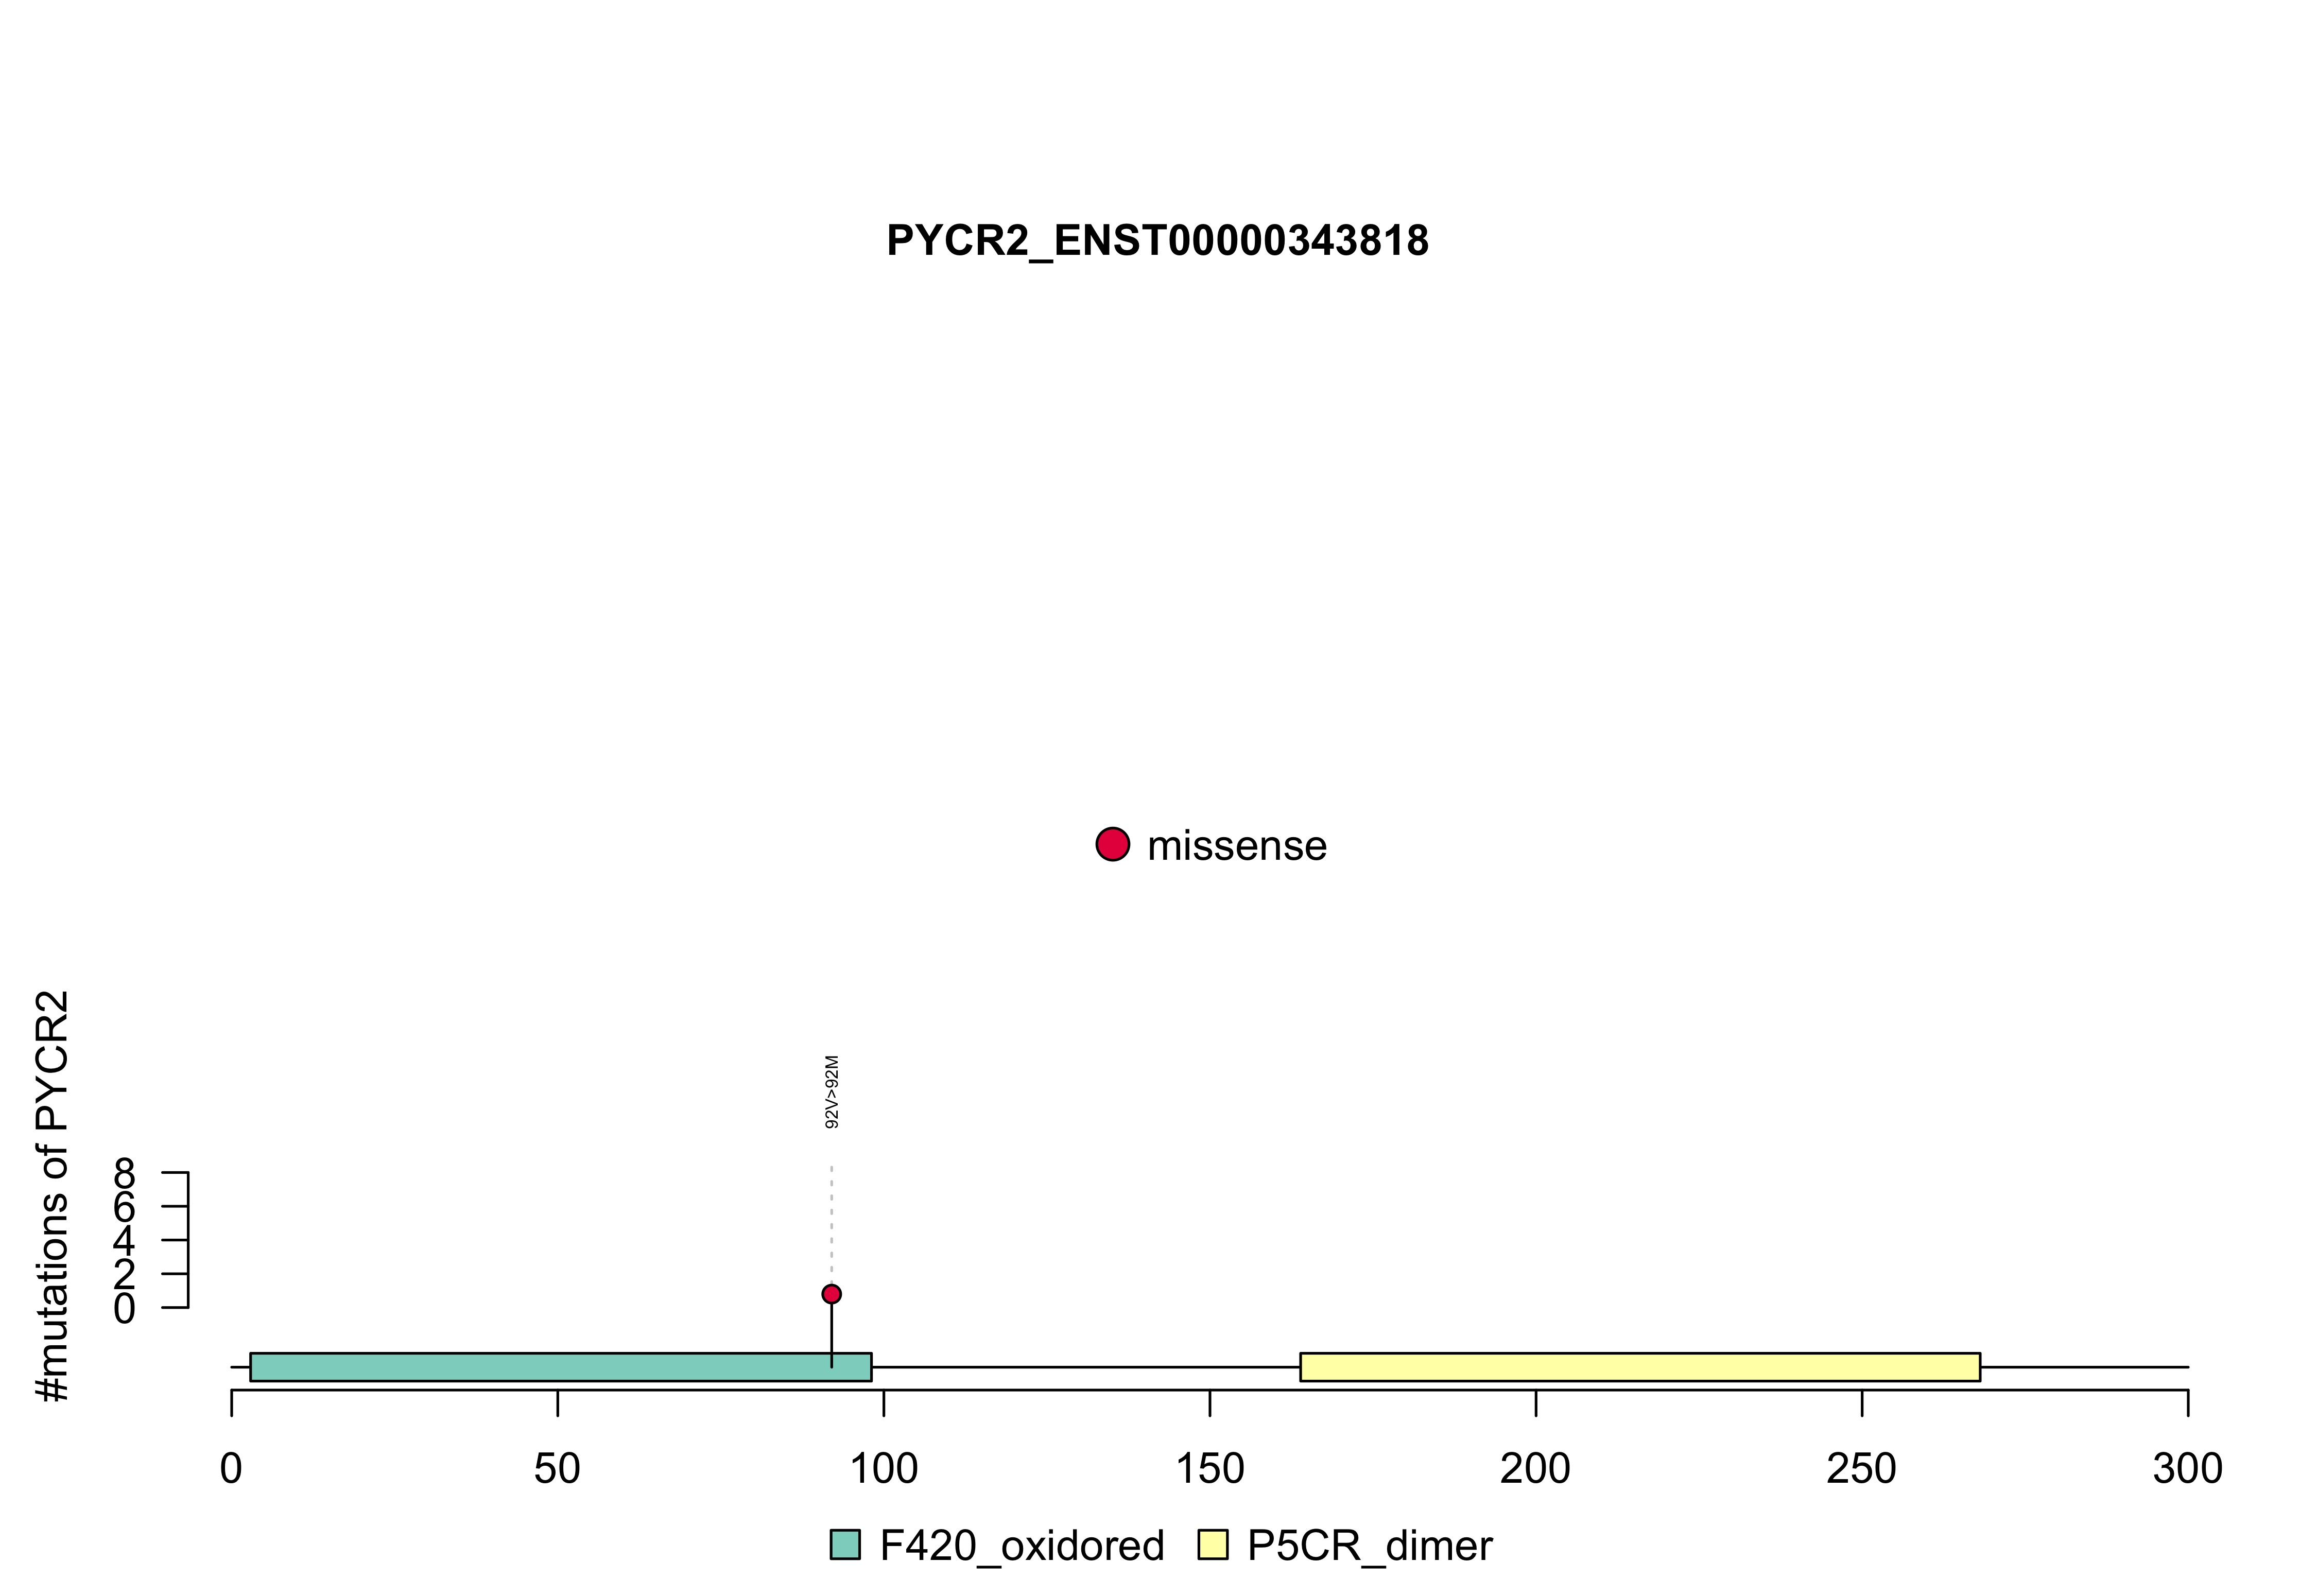 PYCR2_ENST00000343818
missense
#mutations of PYCR2
92V>92M
8
6
4
2
0
0 50 100 150 200 250 300
F420_oxidored P5CR_dimer